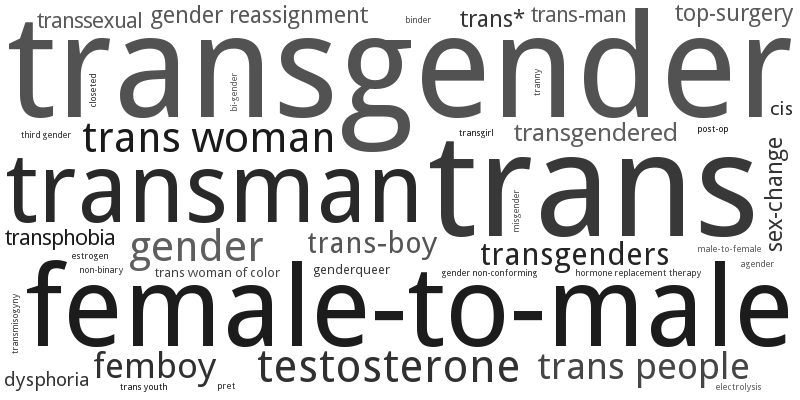 transsexual
gender reassignment
binder
trans*
trans-man
top-surgery
transgender
closeted
bi-gender
tranny
cis
third gender
trans woman
transgirl
transgendered
post-op
transman
trans
misgender
sex-change
transphobia
gender
trans-boy
transgenders
male-to-female
estrogen
non-binary
trans woman of color
genderqueer
gender non-conforming
hormone replacement therapy
agender
transmisogyny
female-to-male
dysphoria
femboy
testosterone
trans people
trans youth
pret
electrolysis